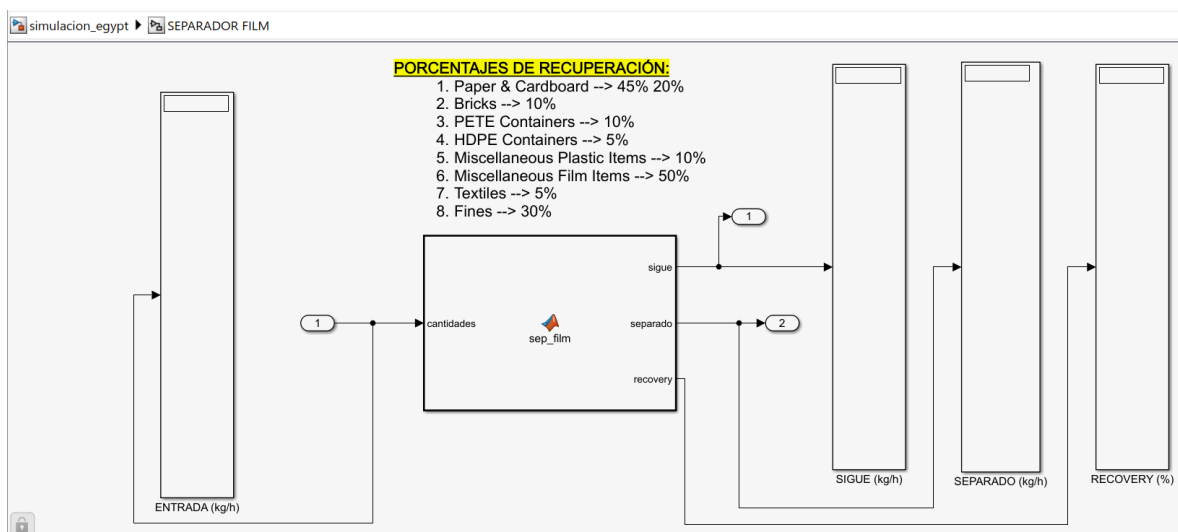 simulacion_egypt SEPARADOR FILM
PORCENTAJES DE RECUPERACIÓN:
1. Paper & Cardboard --> 45% 20%
2. Bricks --> 10%
3. PETE Containers --> 10%
4. HDPE Containers --> 5%
5. Miscellaneous Plastic Items --> 10%
6. Miscellaneous Film Items --> 50%
7. Textiles --> 5%
8. Fines --> 30%
1
sigue
1
cantidades
separado
2
sep_film
recovery
ENTRADA (kg/h)
SIGUE (kg/h)
SEPARADO (kg/h)
RECOVERY (%)